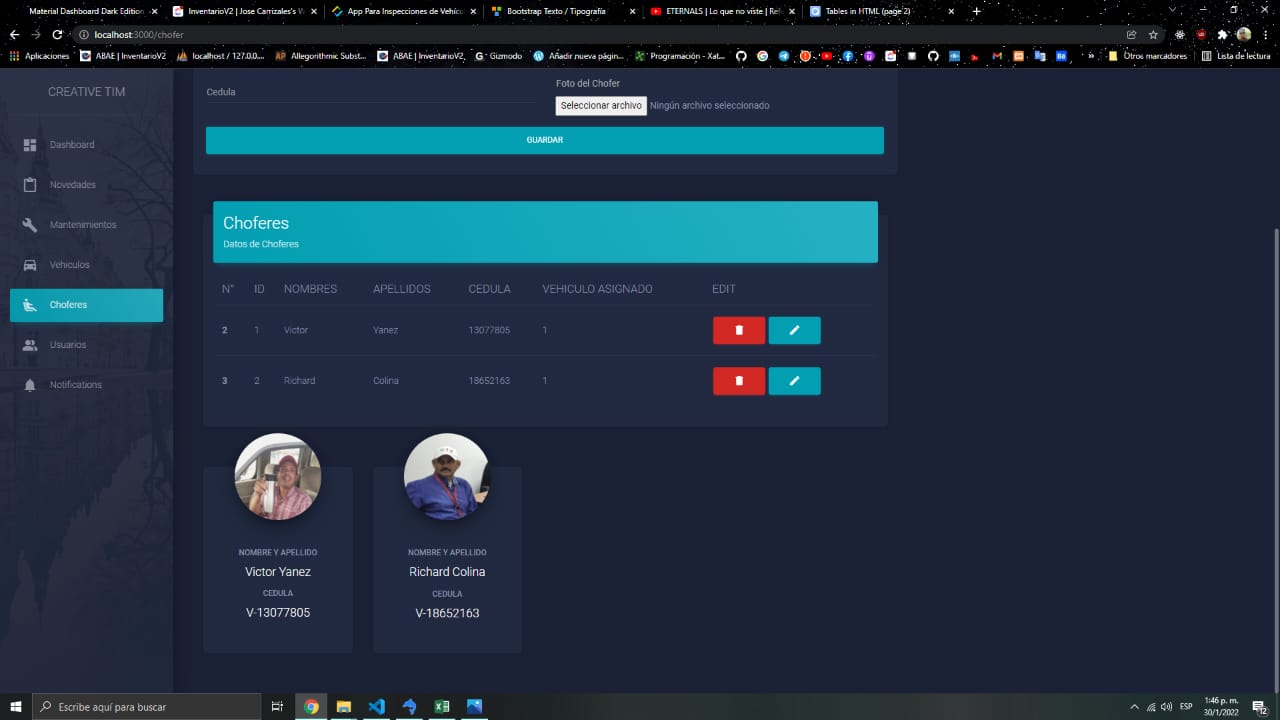 Material Dashboard Dark Edition
InventarioV2 | Jose Carrizales's W
App Para Inspecciones de Vehícu
Bootstrap Texto / Tipografía
ETERNALS | Lo que no viste | Re
Tables in HTML (page 2)
localhost:3000/chofer
Aplicaciones
ABAE | InventarioV2
localhost / 127.0.0...
Allegorithmic Subst...
ABAE | InventarioV2
Gizmodo
Añadir nueva págin...
Programación - Xat...
Otros marcadores
Lista de lectura
CREATIVE TIM
Dashboard
Novedades
Mantenimientos
Vehiculos
Choferes
Usuarios
Notifications
Cedula
Foto del Chofer
Seleccionar archivo Ningún archivo seleccionado
GUARDAR
Choferes
Datos de Choferes
N° ID NOMBRES APELLIDOS CEDULA VEHICULO ASIGNADO EDIT
2 1 Victor Yanez 13077805 1
3 2 Richard Colina 18652163 1
NOMBRE Y APELLIDO
Victor Yanez
CEDULA
V-13077805
NOMBRE Y APELLIDO
Richard Colina
CEDULA
V-18652163
Escribe aquí para buscar
ESP
1:46 p. m.
30/1/2022
12